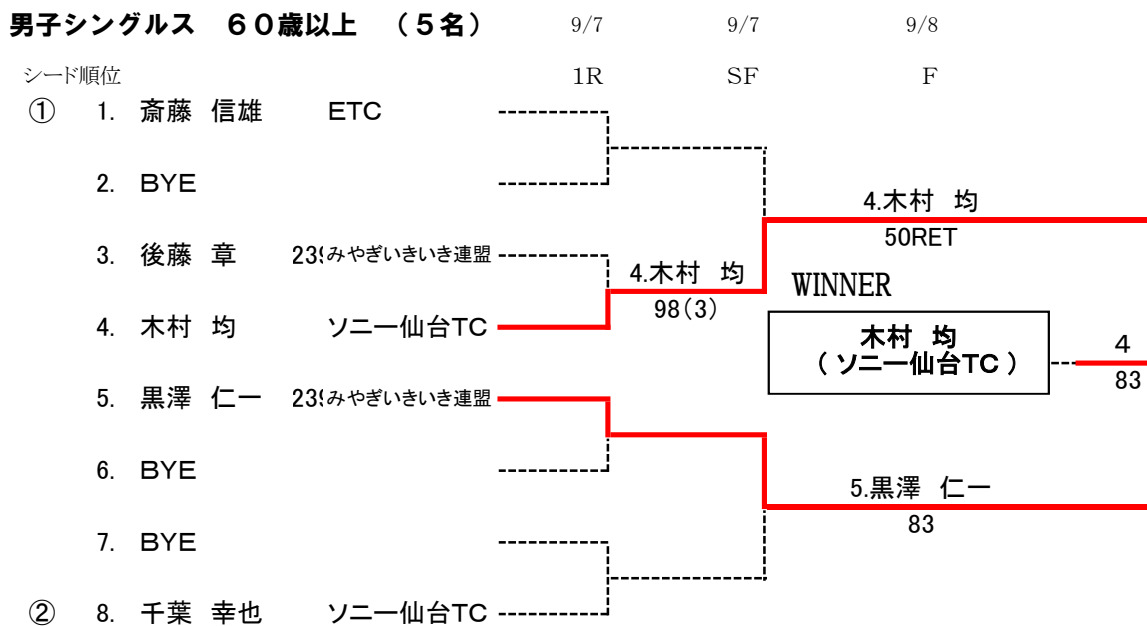 男子シングルス　６０歳以上　（５名） 9/7 9/7 9/8
シード順位 1R SF F
① 1. 斎藤　信雄 ETC
2. BYE
4.木村　均
50RET
3. 後藤　章 239 みやぎいきいき連盟
4.木村　均
98(3)
WINNER
4. 木村　均 ソニー仙台TC
木村　均
（ソニー仙台TC）
4
83
5. 黒澤　仁一 239 みやぎいきいき連盟
6. BYE
5.黒澤　仁一
83
7. BYE
② 8. 千葉　幸也 ソニー仙台TC